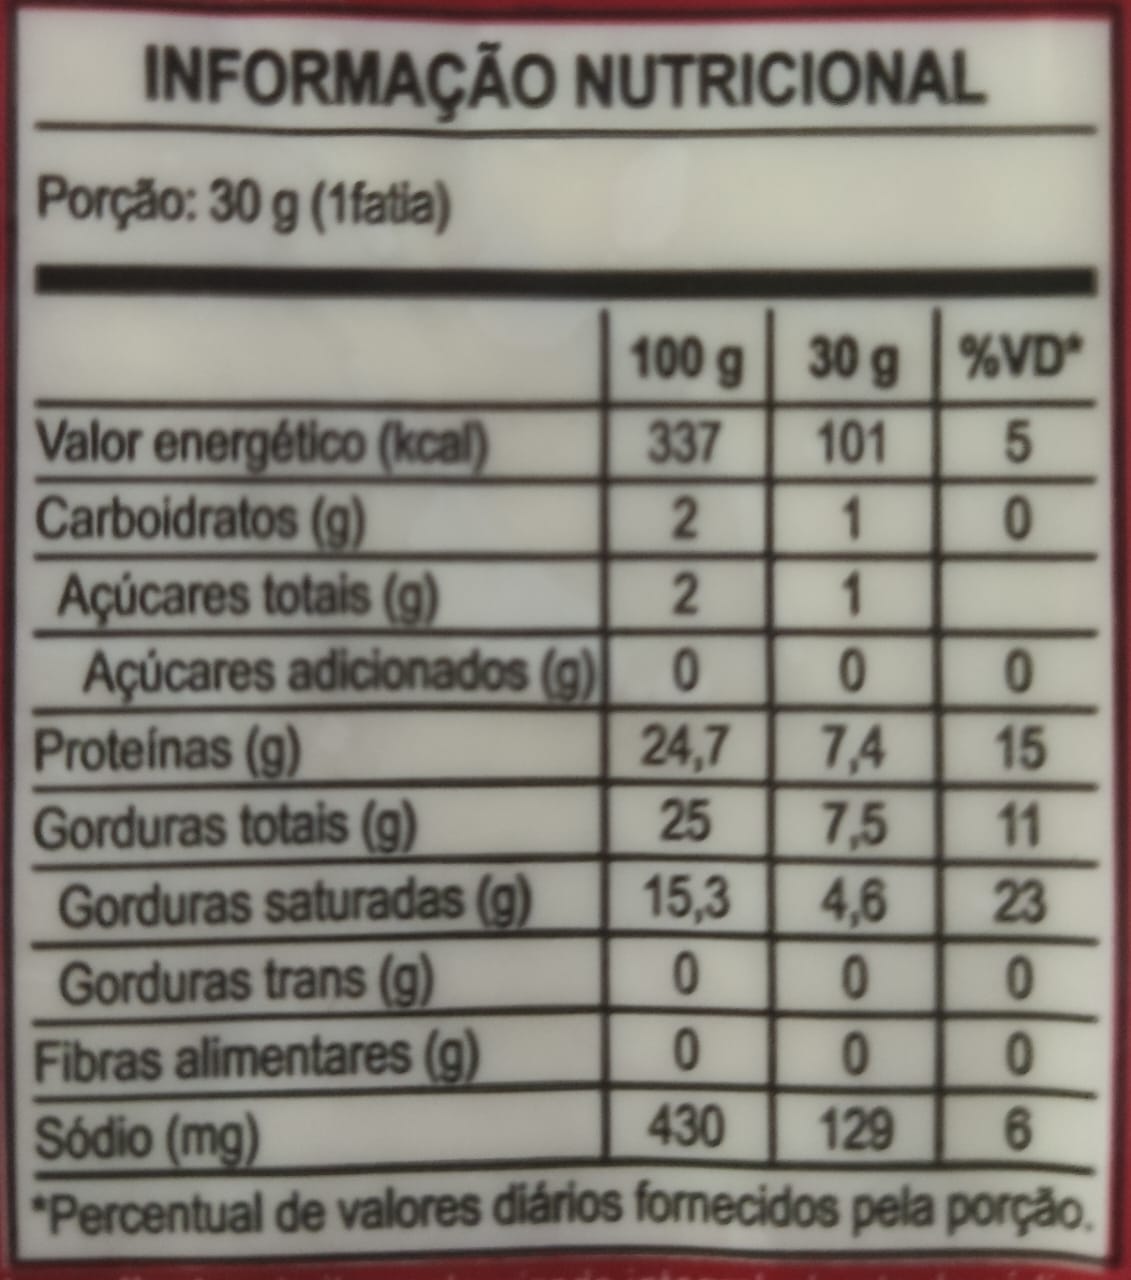 INFORMAÇÃO NUTRICIONAL
Porção: 30 g (1fatia)
100 g 30 g %VD*
Valor energético (kcal) 337 101 5
Carboidratos (g) 2 1 0
Açúcares totais (g) 2 1
Açúcares adicionados (g) 0 0 0
Proteínas (g) 24,7 7,4 15
Gorduras totais (g) 25 7,5 11
Gorduras saturadas (g) 15,3 4,6 23
Gorduras trans (g) 0 0 0
Fibras alimentares (g) 0 0 0
Sódio (mg) 430 129 6
*Percentual de valores diários fornecidos pela porção.